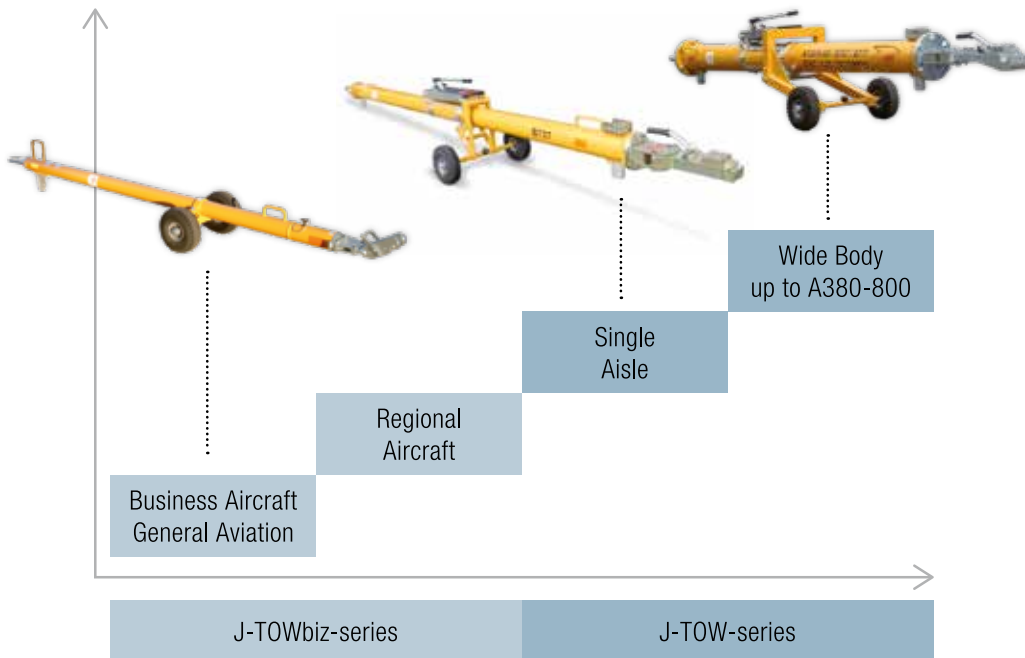 Wide Body
up to A380-800
Single
Aisle
Regional
Aircraft
Business Aircraft
General Aviation
J-TOWbiz-series
J-TOW-series